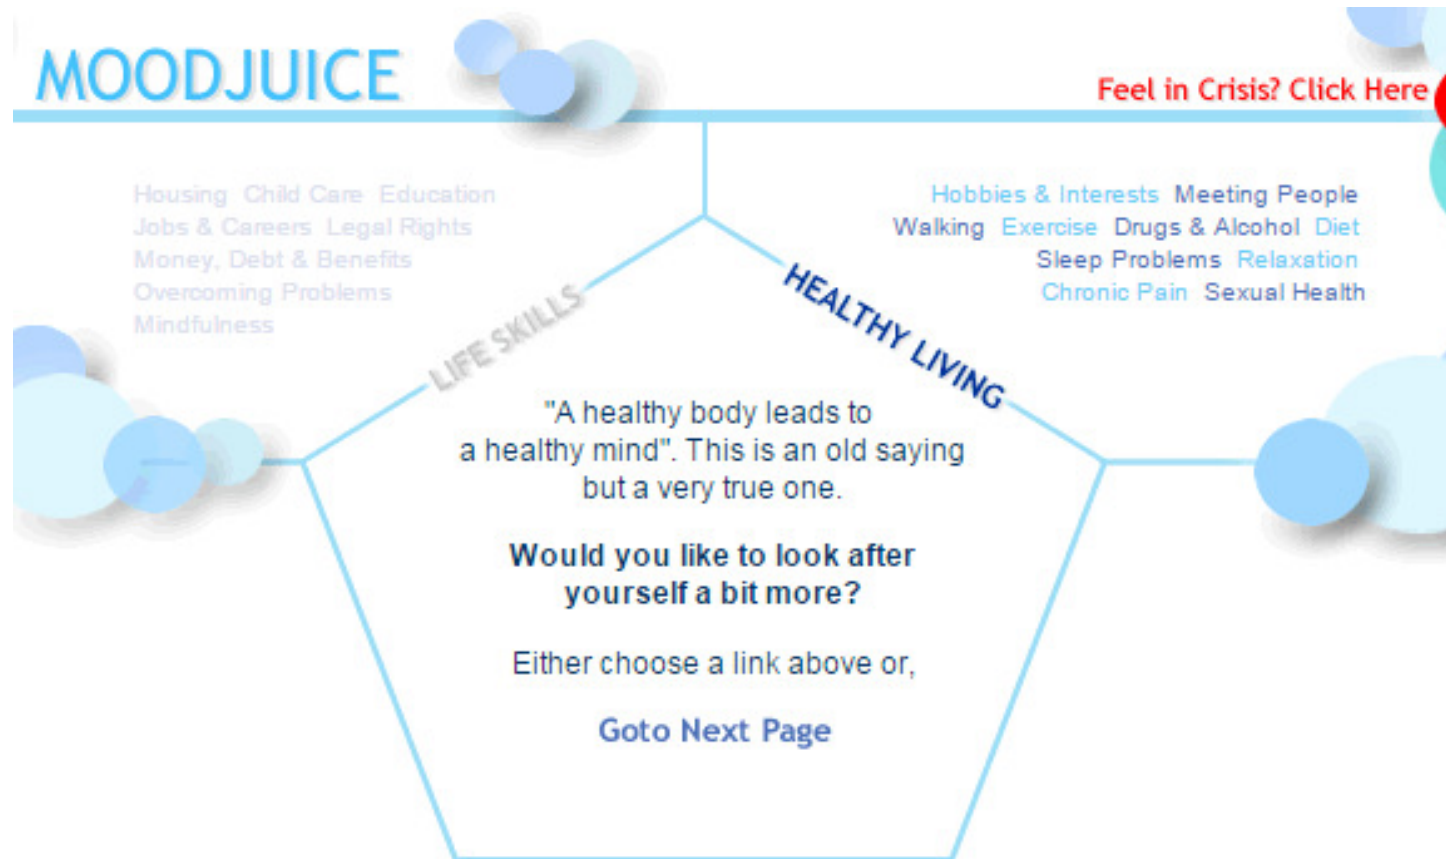 MOODJUICE
Feel in Crisis? Click Here
Housing Child Care Education
Jobs & Careers Legal Rights
Money, Debt & Benefits
Overcoming Problems
Mindfulness
Hobbies & Interests Meeting People
Walking Exercise Drugs & Alcohol Diet
Sleep Problems Relaxation
Chronic Pain Sexual Health
LIFE SKILLS
HEALTHY LIVING
"A healthy body leads to
a healthy mind". This is an old saying
but a very true one.
Would you like to look after
yourself a bit more?
Either choose a link above or,
Goto Next Page